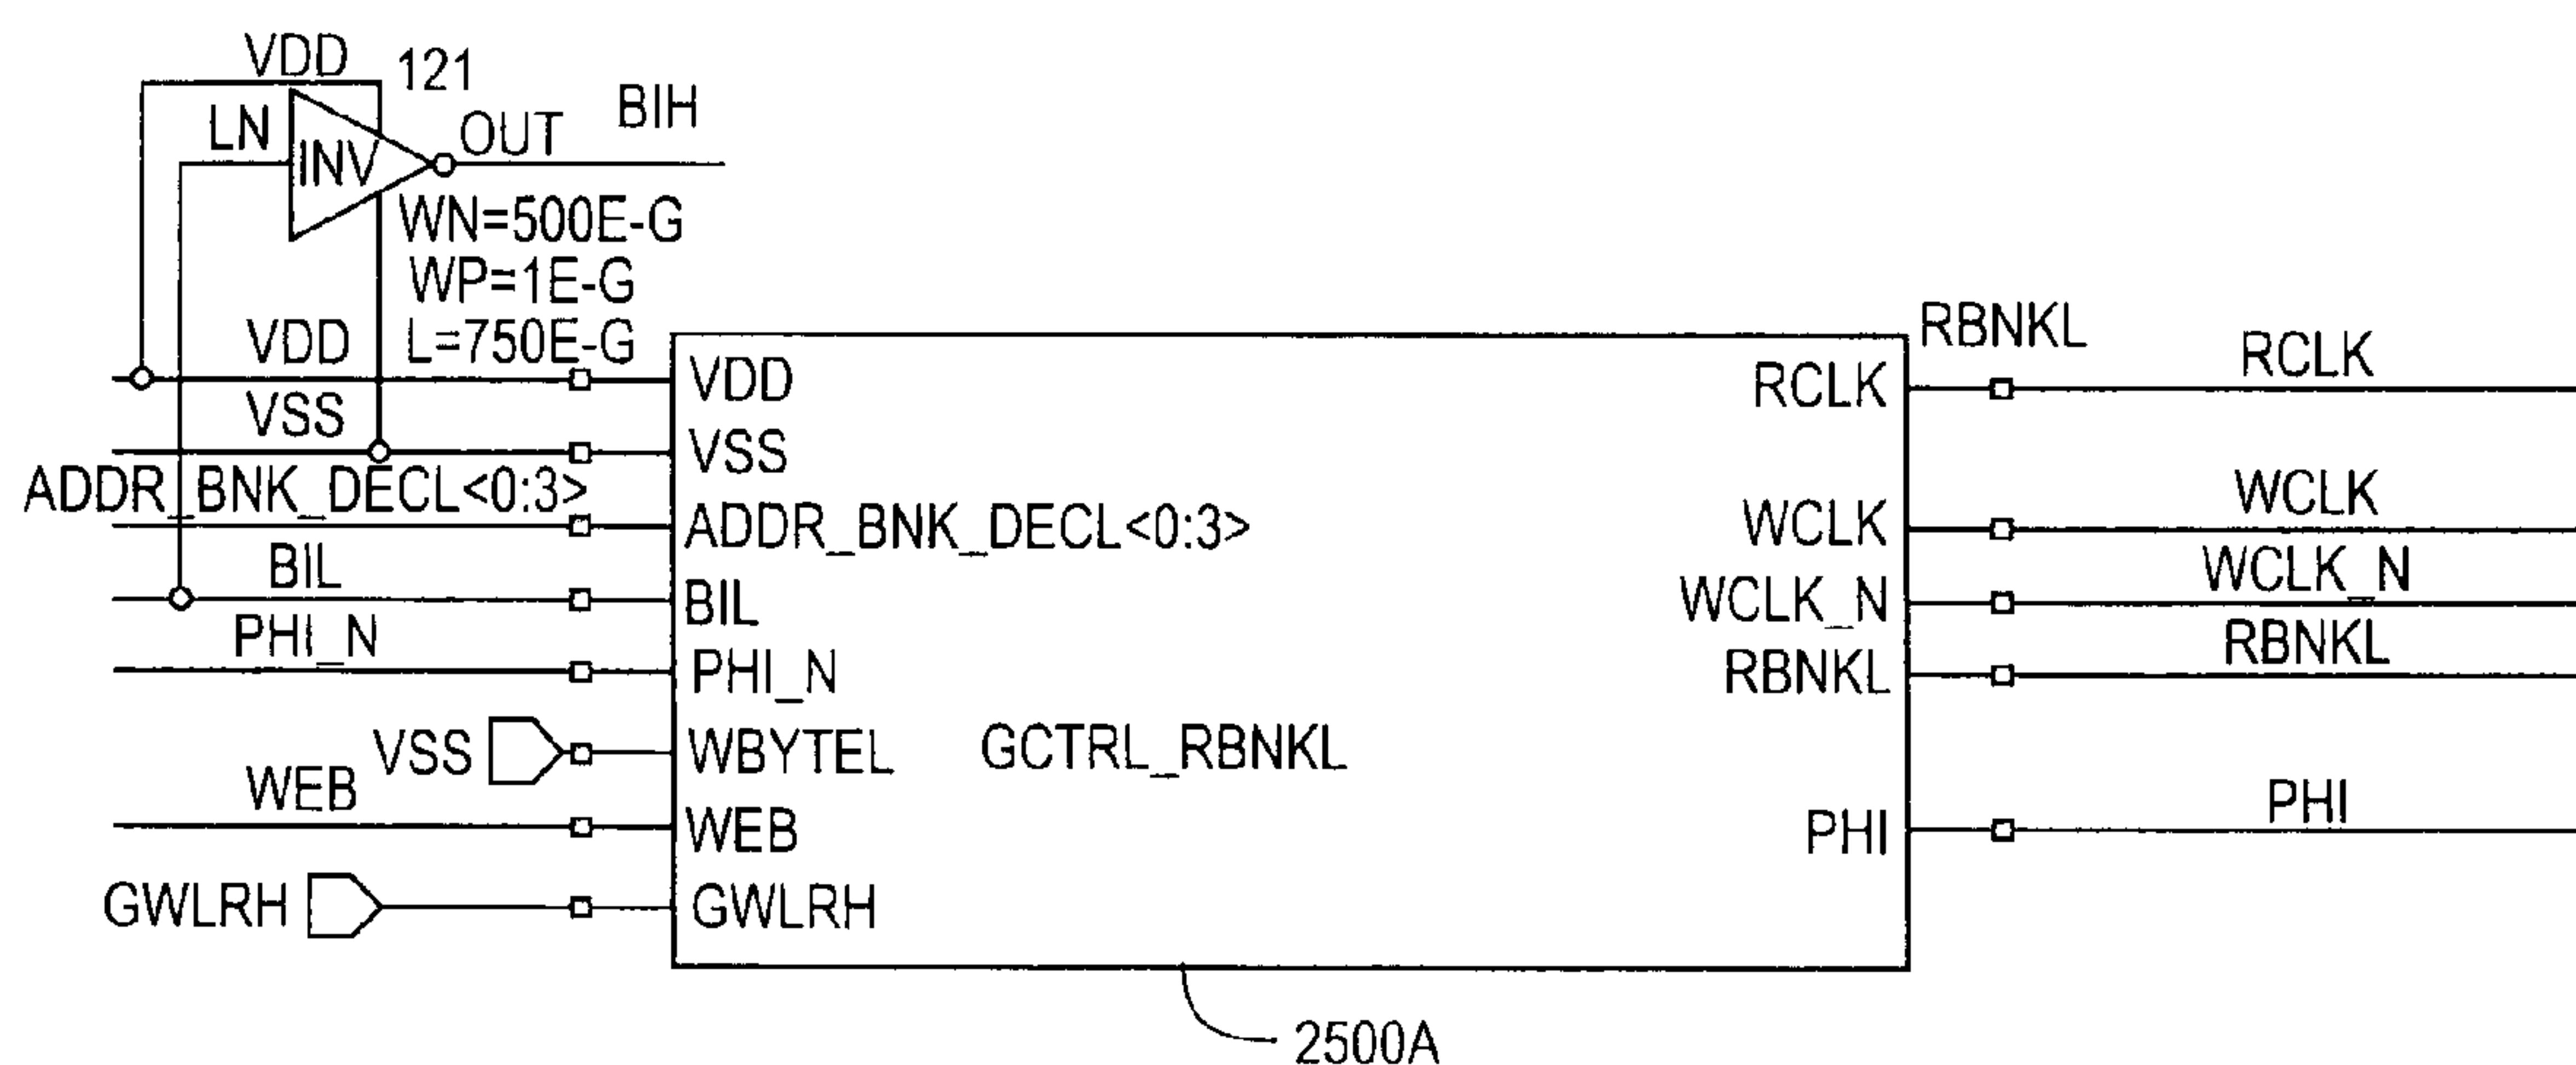 VDD 121
LN INV OUT BIH
WN=500E-G
WP=1E-G
L=750E-G
VDD
VSS
ADDR_BNK_DECL<0:3>
BIL
PHI_N
VSS
WEB
GWLRH
VDD
VSS
ADDR_BNK_DECL<0:3>
BIL
PHI_N
WBYTEL
WEB
GWLRH
GCTRL_RBNKL
RBNKL
RCLK
WCLK
WCLK_N
RBNKL
PHI
RCLK
WCLK
WCLK_N
RBNKL
PHI
2500A